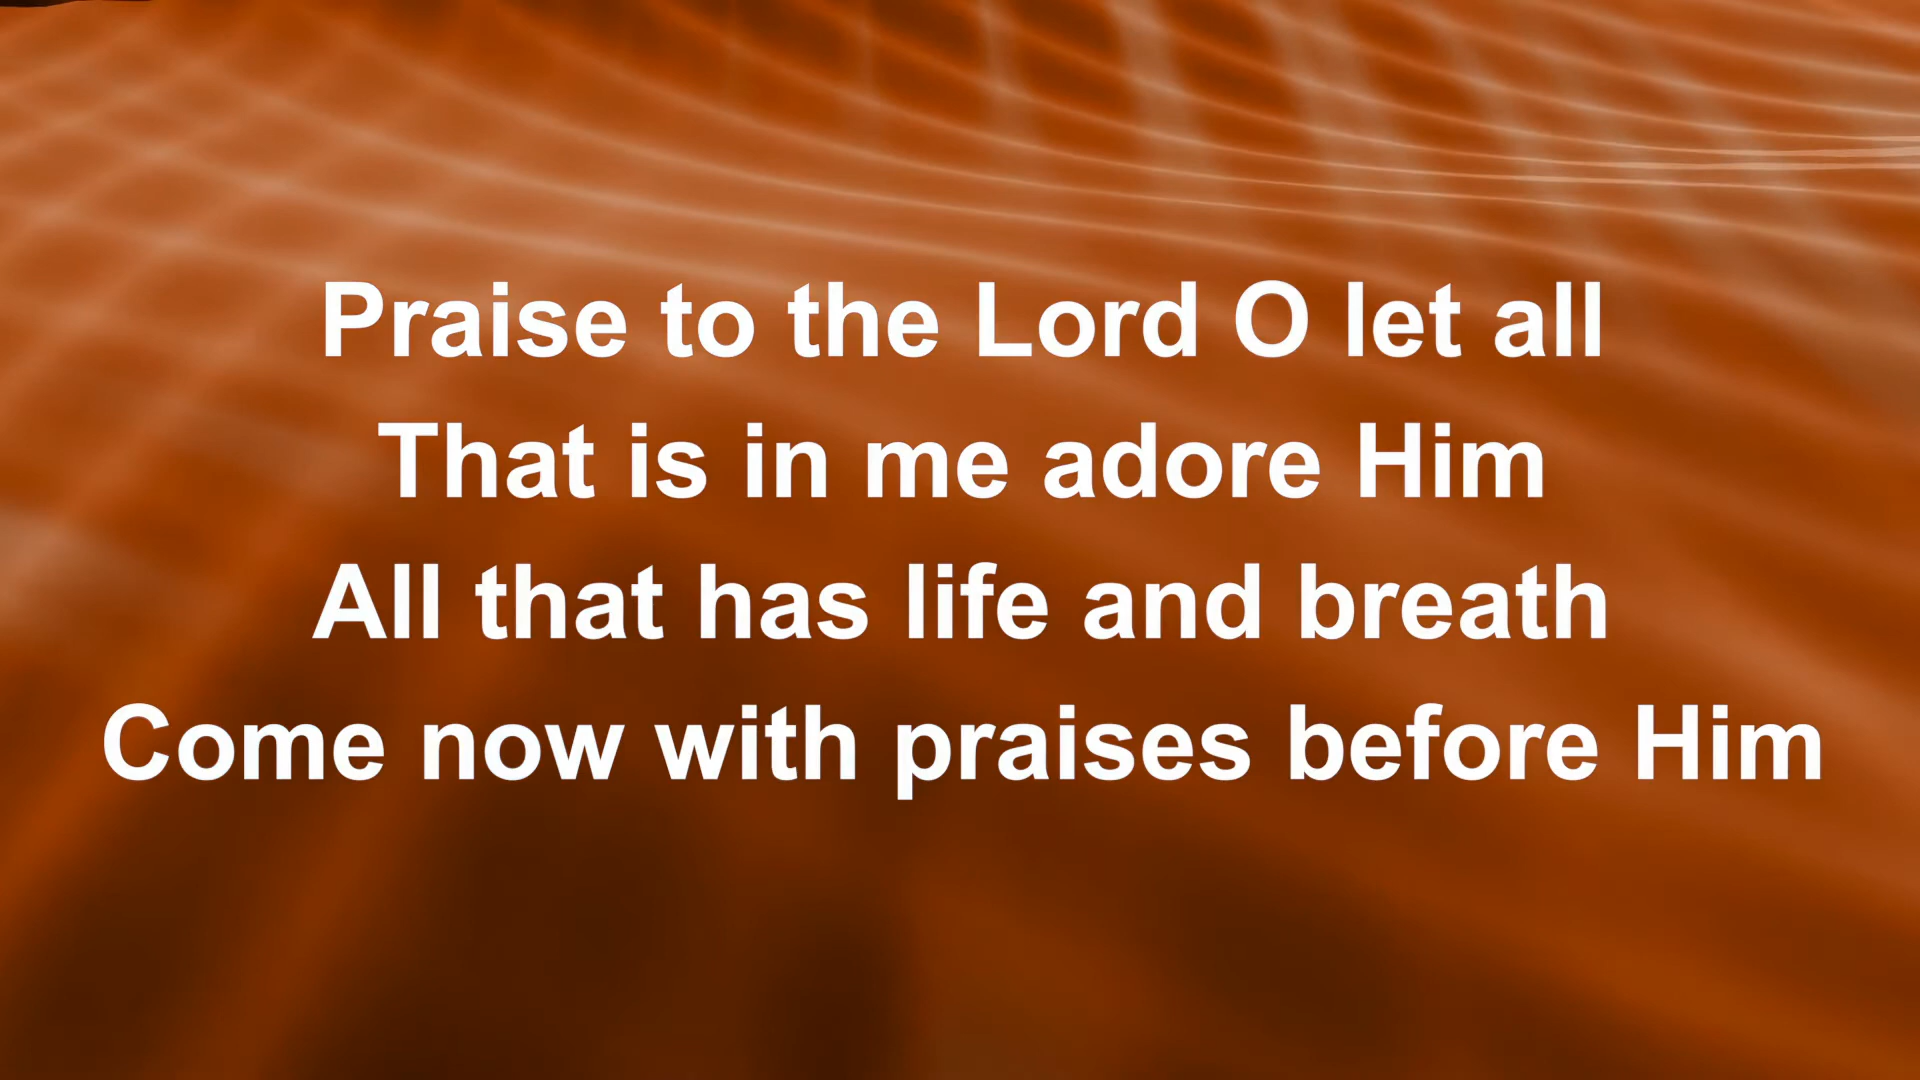 Praise to the Lord O let all
That is in me adore Him
All that has life and breath
Come now with praises before Him